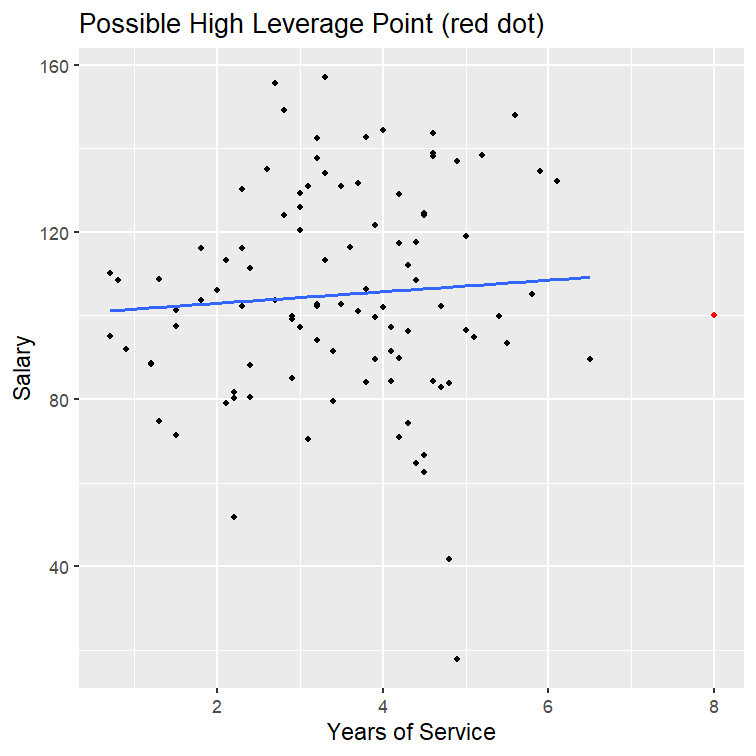 Possible High Leverage Point (red dot)
160
120
80
40
Salary
2 4 6 8
Years of Service